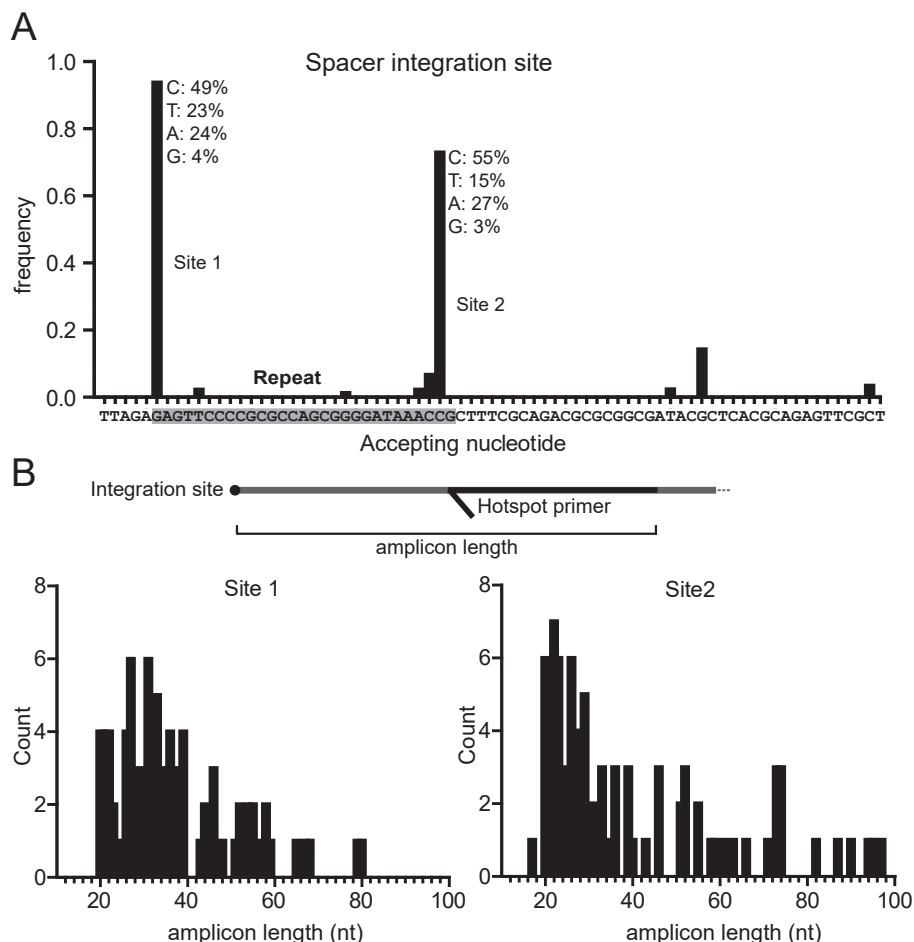 A
Spacer integration site
1.0
0.8
0.6
0.4
0.2
0.0
frequency
C: 49%
T: 23%
A: 24%
G: 4%
Site 1
C: 55%
T: 15%
A: 27%
G: 3%
Site 2
Repeat
TTAGAGAGTTCCCCGCGCCAGCGGGGATAAACCGCTTTCGCAGACGCGCGGCGATACGCTCACGCAGAGTTCGCT
Accepting nucleotide
B
Integration site
Hotspot primer
amplicon length
Site 1
8
6
4
2
0
Count
20 40 60 80 100
amplicon length (nt)
Site2
8
6
4
2
0
Count
20 40 60 80 100
amplicon length (nt)